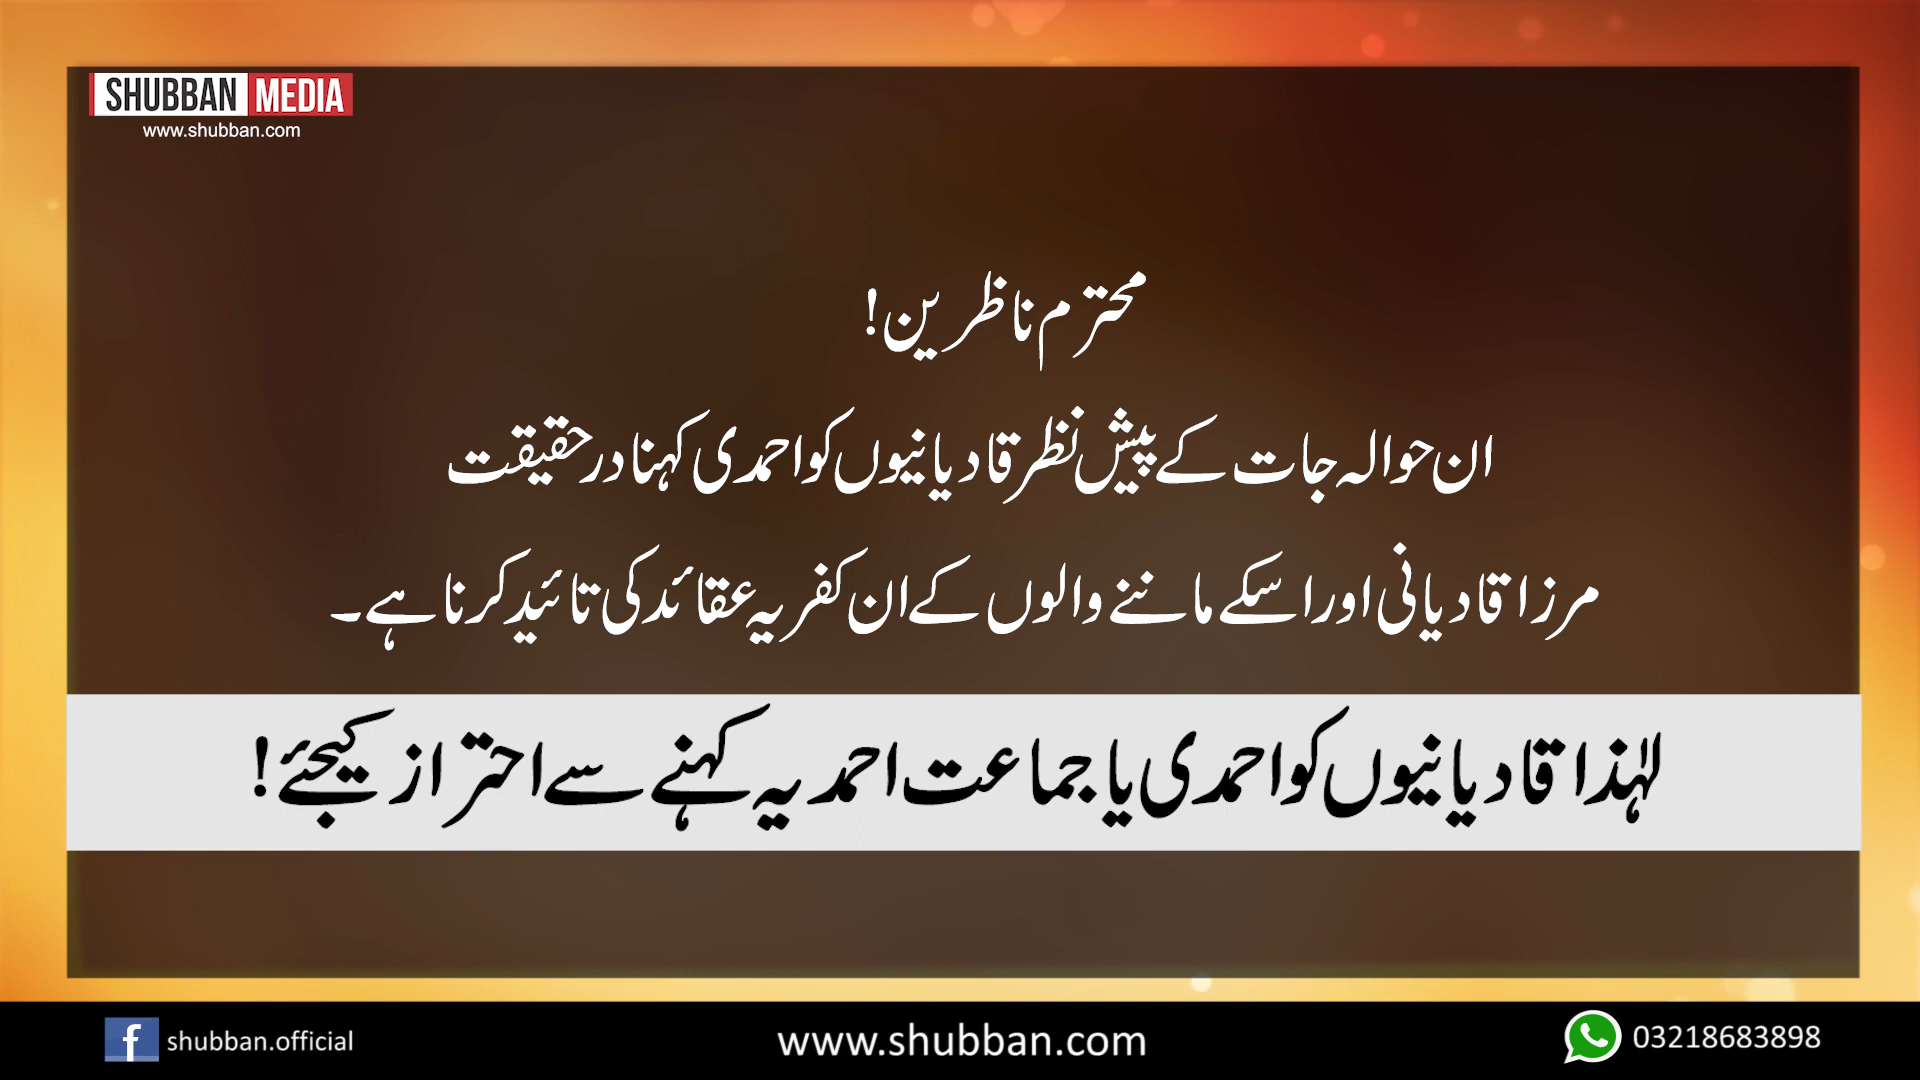 SHUBBAN MEDIA
www.shubban.com
محترم ناظرین!
ان حوالہ جات کے پیش نظر قادیانیوں کو احمدی کہنا درحقیقت
مرزا قادیانی اور اسکے ماننے والوں کے ان کفریہ عقائد کی تائید کرنا ہے۔
لہٰذا قادیانیوں کو احمدی یا جماعت احمدیہ کہنے سے احتراز کیجئے!
shubban.official
www.shubban.com
03218683898